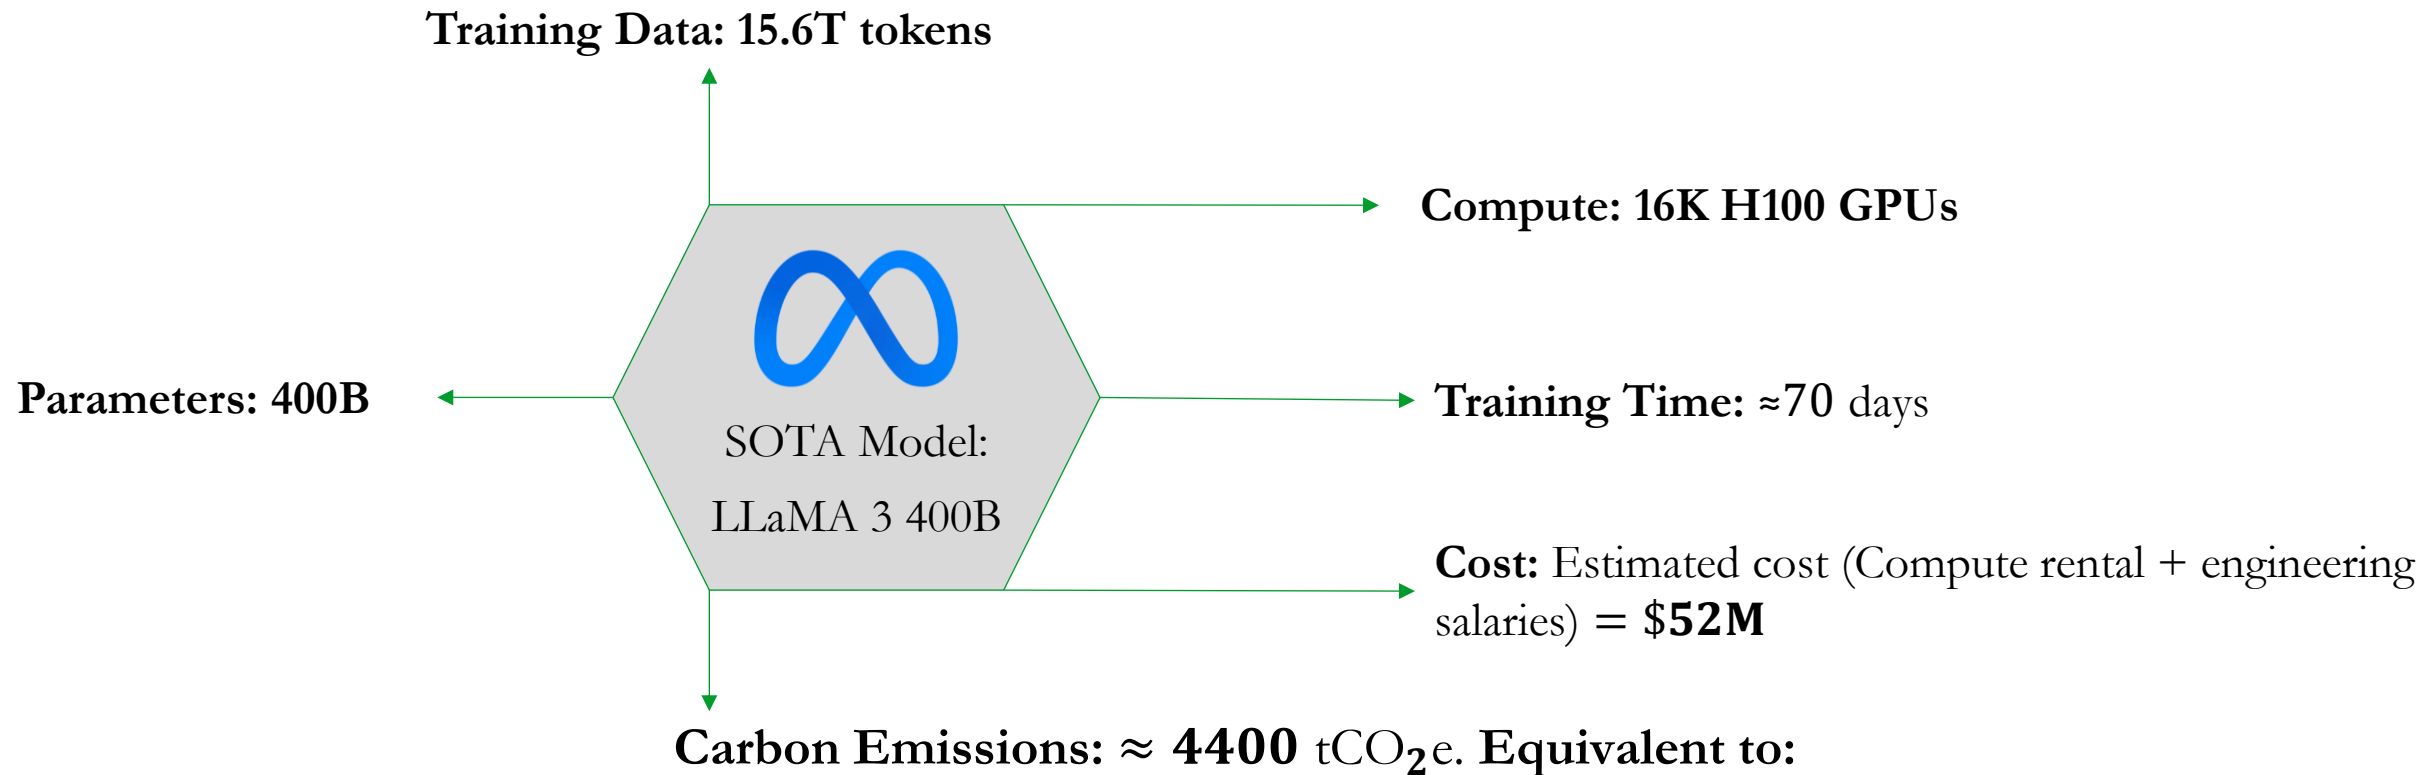 Training Data: 15.6T tokens
Compute: 16K H100 GPUs
Parameters: 400B
SOTA Model:
LLaMA 3 400B
Training Time: ≈70 days
Cost: Estimated cost (Compute rental + engineering
salaries) = $52M
Carbon Emissions: ≈ 4400 tCO₂e. Equivalent to: